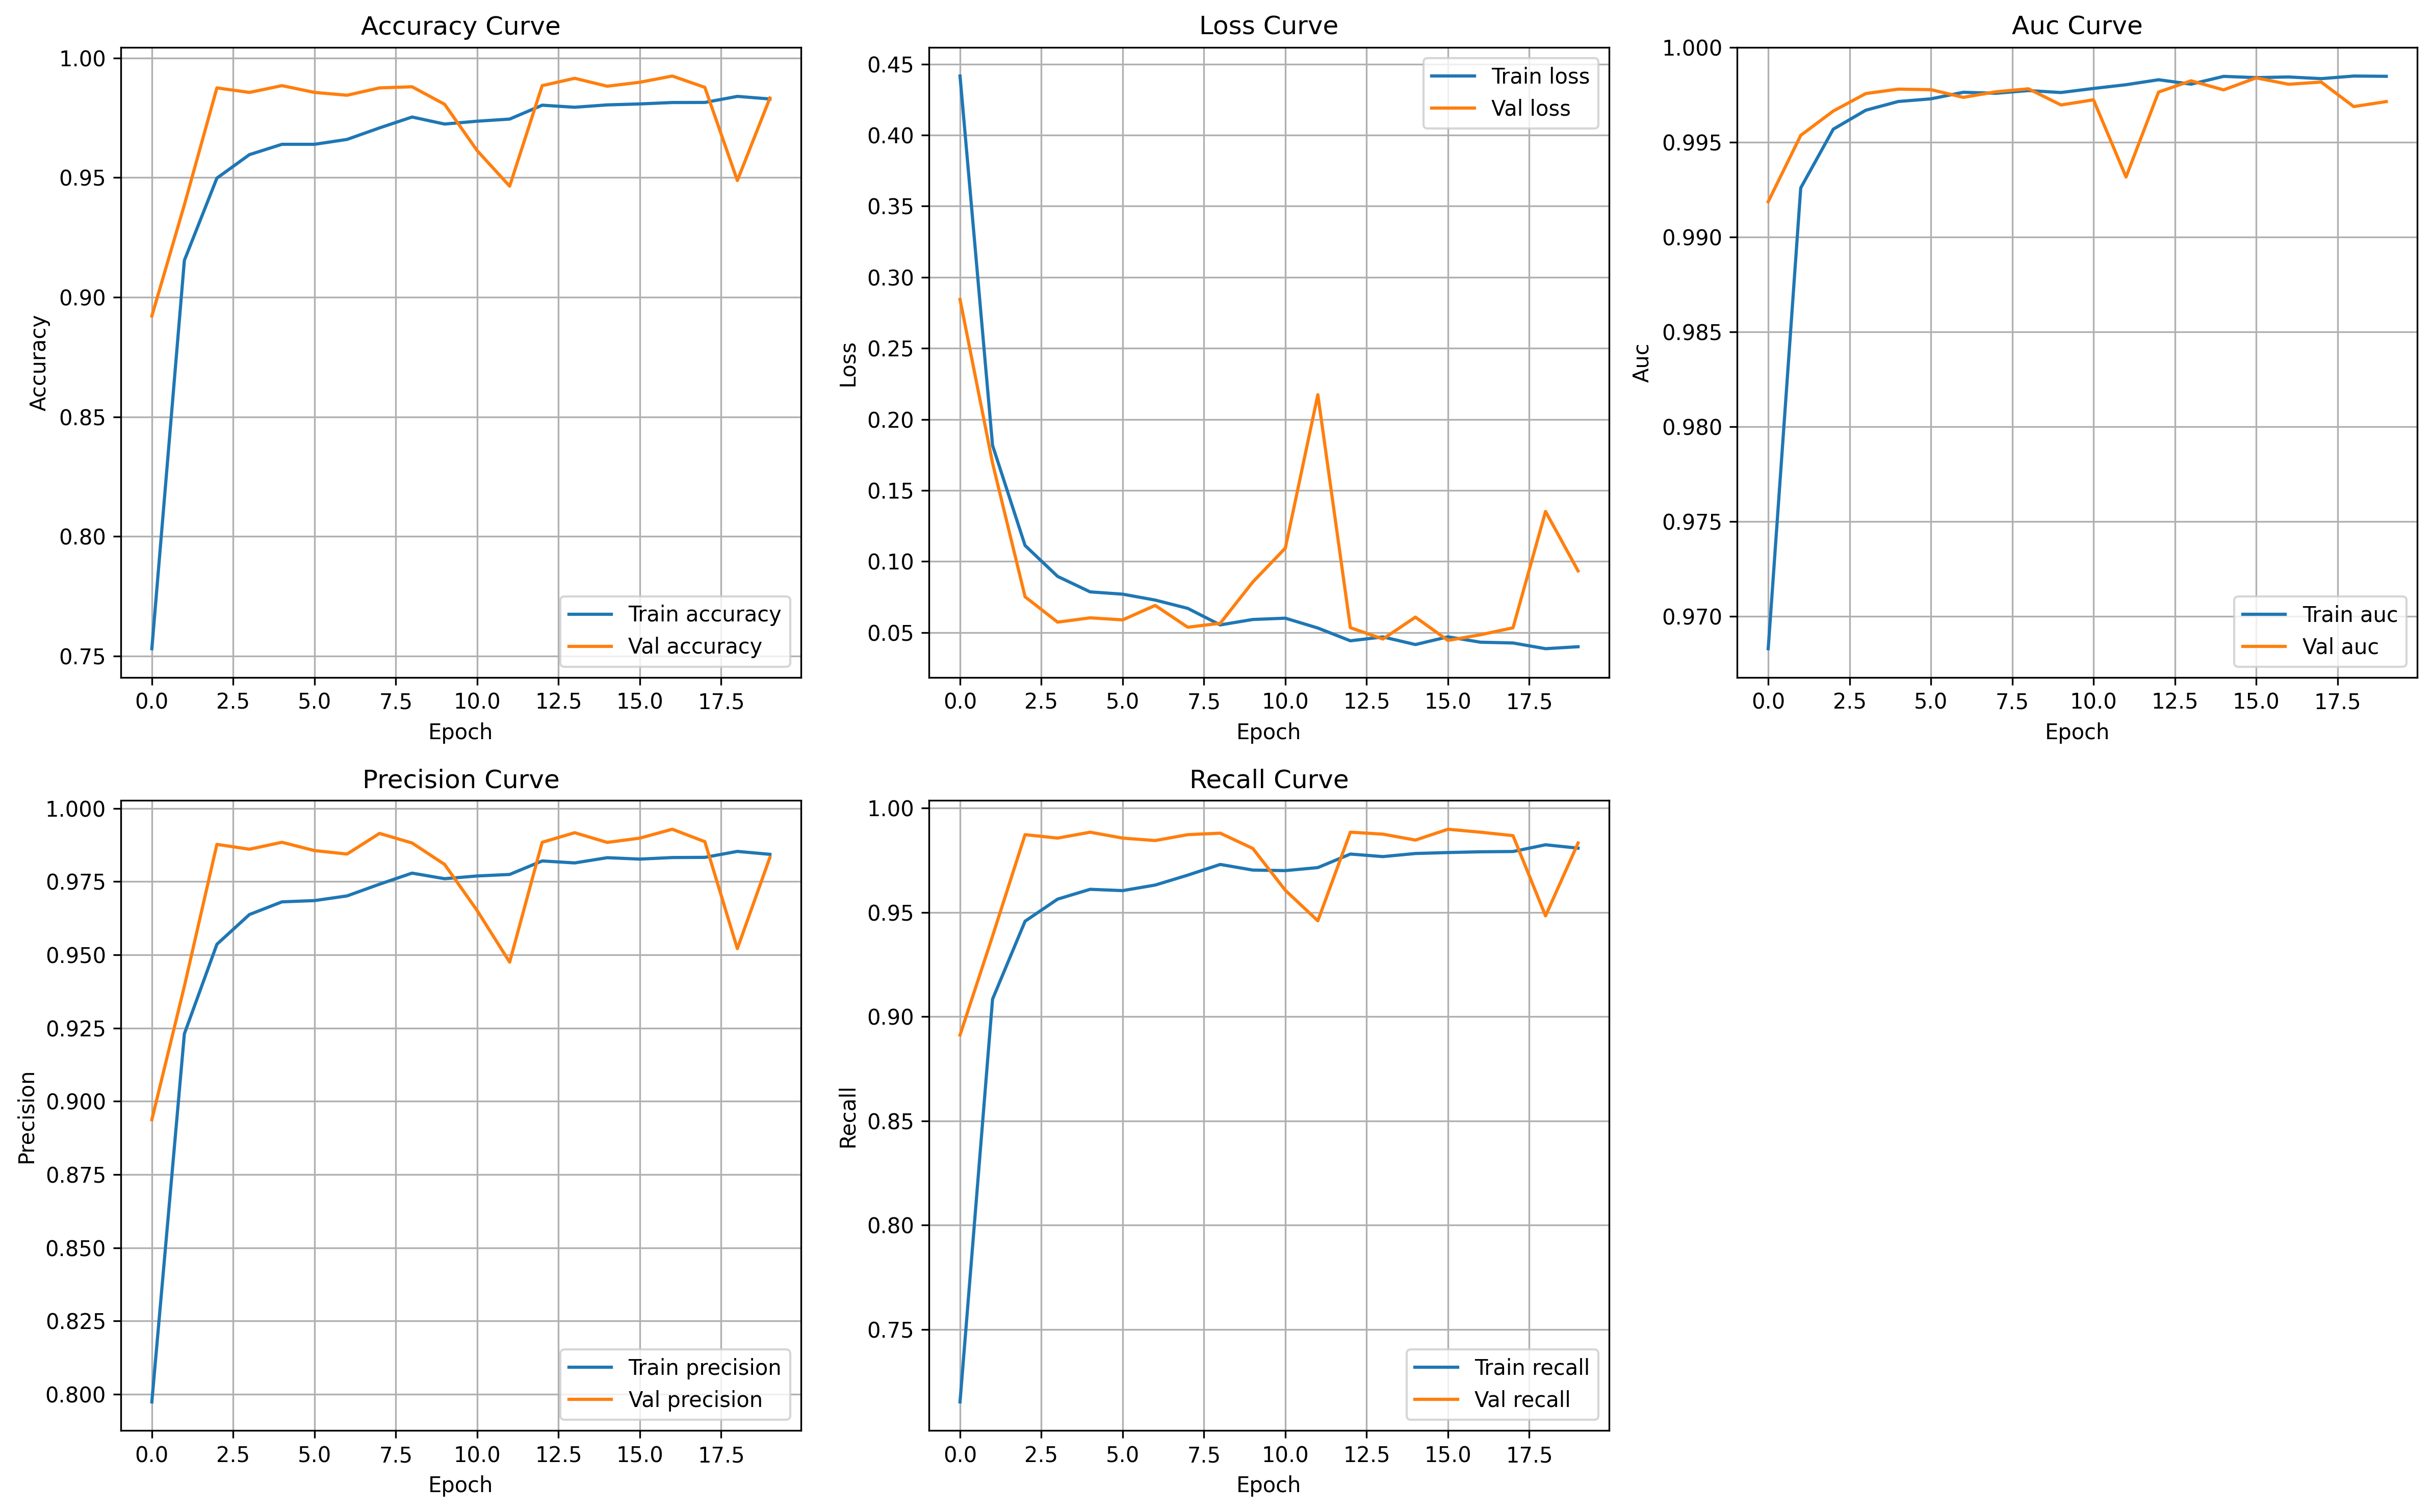 Accuracy Curve
1.00
0.95
0.90
0.85
0.80
0.75
Accuracy
Train accuracy
Val accuracy
0.0 2.5 5.0 7.5 10.0 12.5 15.0 17.5
Epoch
Loss Curve
0.45
0.40
0.35
0.30
0.25
0.20
0.15
0.10
0.05
Loss
Train loss
Val loss
0.0 2.5 5.0 7.5 10.0 12.5 15.0 17.5
Epoch
Auc Curve
1.000
0.995
0.990
0.985
0.980
0.975
0.970
Auc
Train auc
Val auc
0.0 2.5 5.0 7.5 10.0 12.5 15.0 17.5
Epoch
Precision Curve
1.000
0.975
0.950
0.925
0.900
0.875
0.850
0.825
0.800
Precision
Train precision
Val precision
0.0 2.5 5.0 7.5 10.0 12.5 15.0 17.5
Epoch
Recall Curve
1.00
0.95
0.90
0.85
0.80
0.75
Recall
Train recall
Val recall
0.0 2.5 5.0 7.5 10.0 12.5 15.0 17.5
Epoch